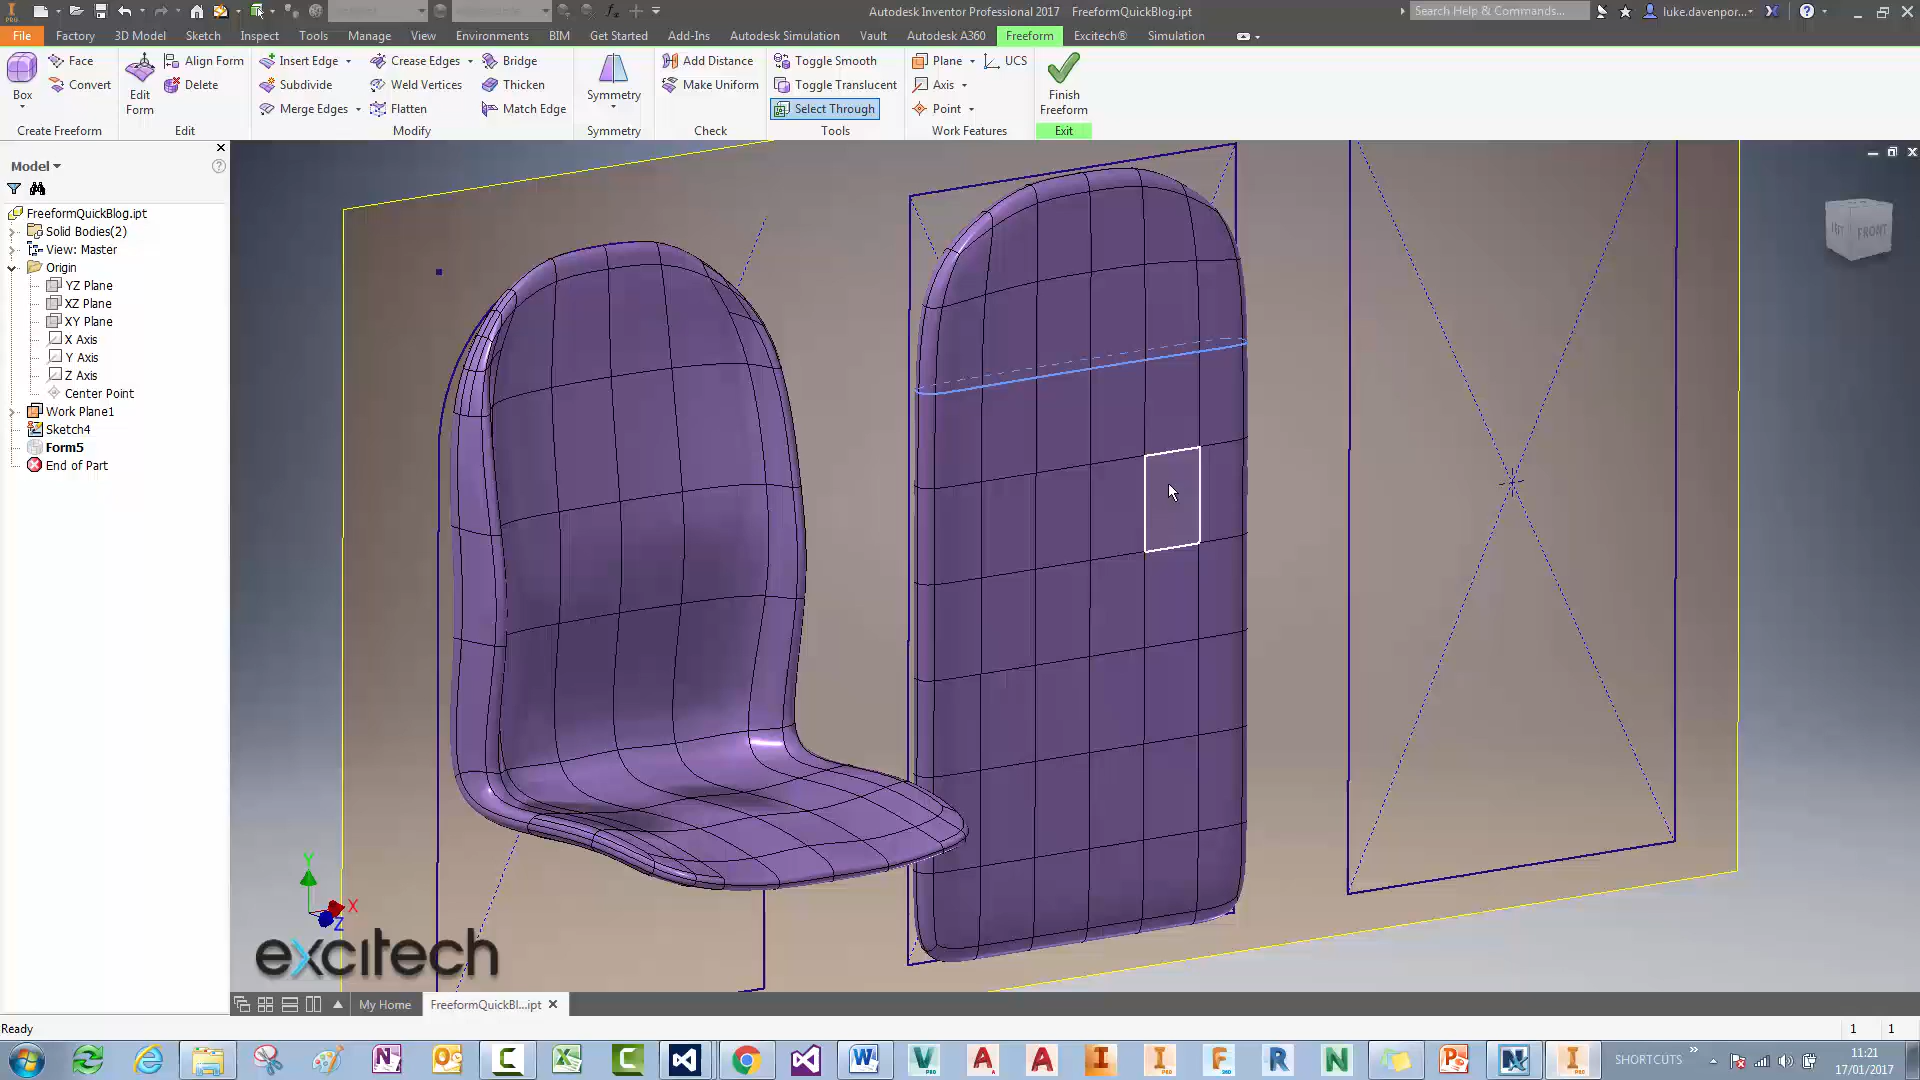 Autodesk Inventor Professional 2017 FreeformQuickBlog.ipt
Search Help & Commands...
luke.davenpor...
File Factory 3D Model Sketch Inspect Tools Manage View Environments BIM Get Started Add-Ins Autodesk Simulation Vault Autodesk A360 Freeform Excitech® Simulation
Face
Convert
Box
Create Freeform
Edit Form
Align Form
Delete
Edit
Insert Edge
Subdivide
Merge Edges
Crease Edges
Weld Vertices
Flatten
Bridge
Thicken
Match Edge
Modify
Symmetry
Symmetry
Add Distance
Make Uniform
Check
Toggle Smooth
Toggle Translucent
Select Through
Tools
Plane
Axis
Point
UCS
Work Features
Finish Freeform
Exit
Model
FreeformQuickBlog.ipt
Solid Bodies(2)
View: Master
Origin
YZ Plane
XZ Plane
XY Plane
X Axis
Y Axis
Z Axis
Center Point
Work Plane1
Sketch4
Form5
End of Part
FRONT
Y
X
Z
excitech
My Home
FreeformQuickBl...ipt
Ready
1 1
SHORTCUTS
11:21
17/01/2017